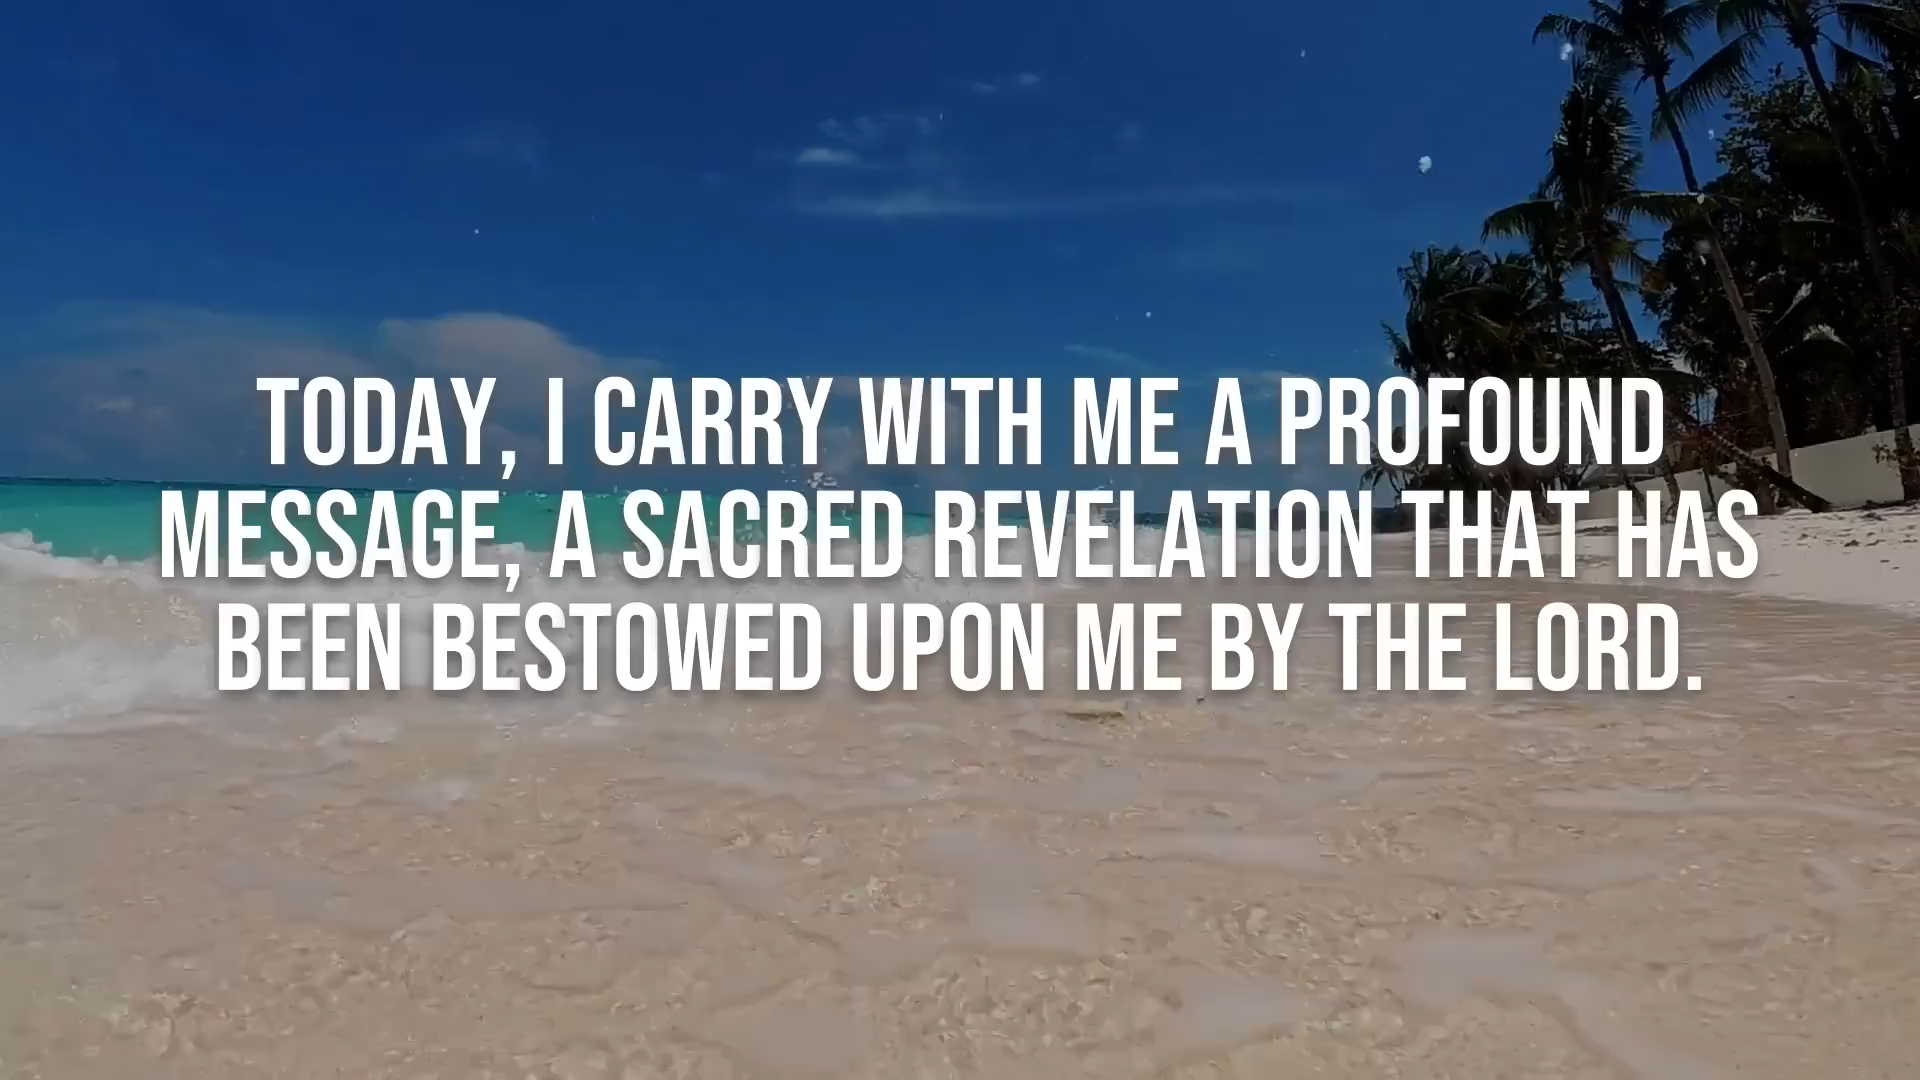 TODAY, I CARRY WITH ME A PROFOUND
MESSAGE, A SACRED REVELATION THAT HAS
BEEN BESTOWED UPON ME BY THE LORD.